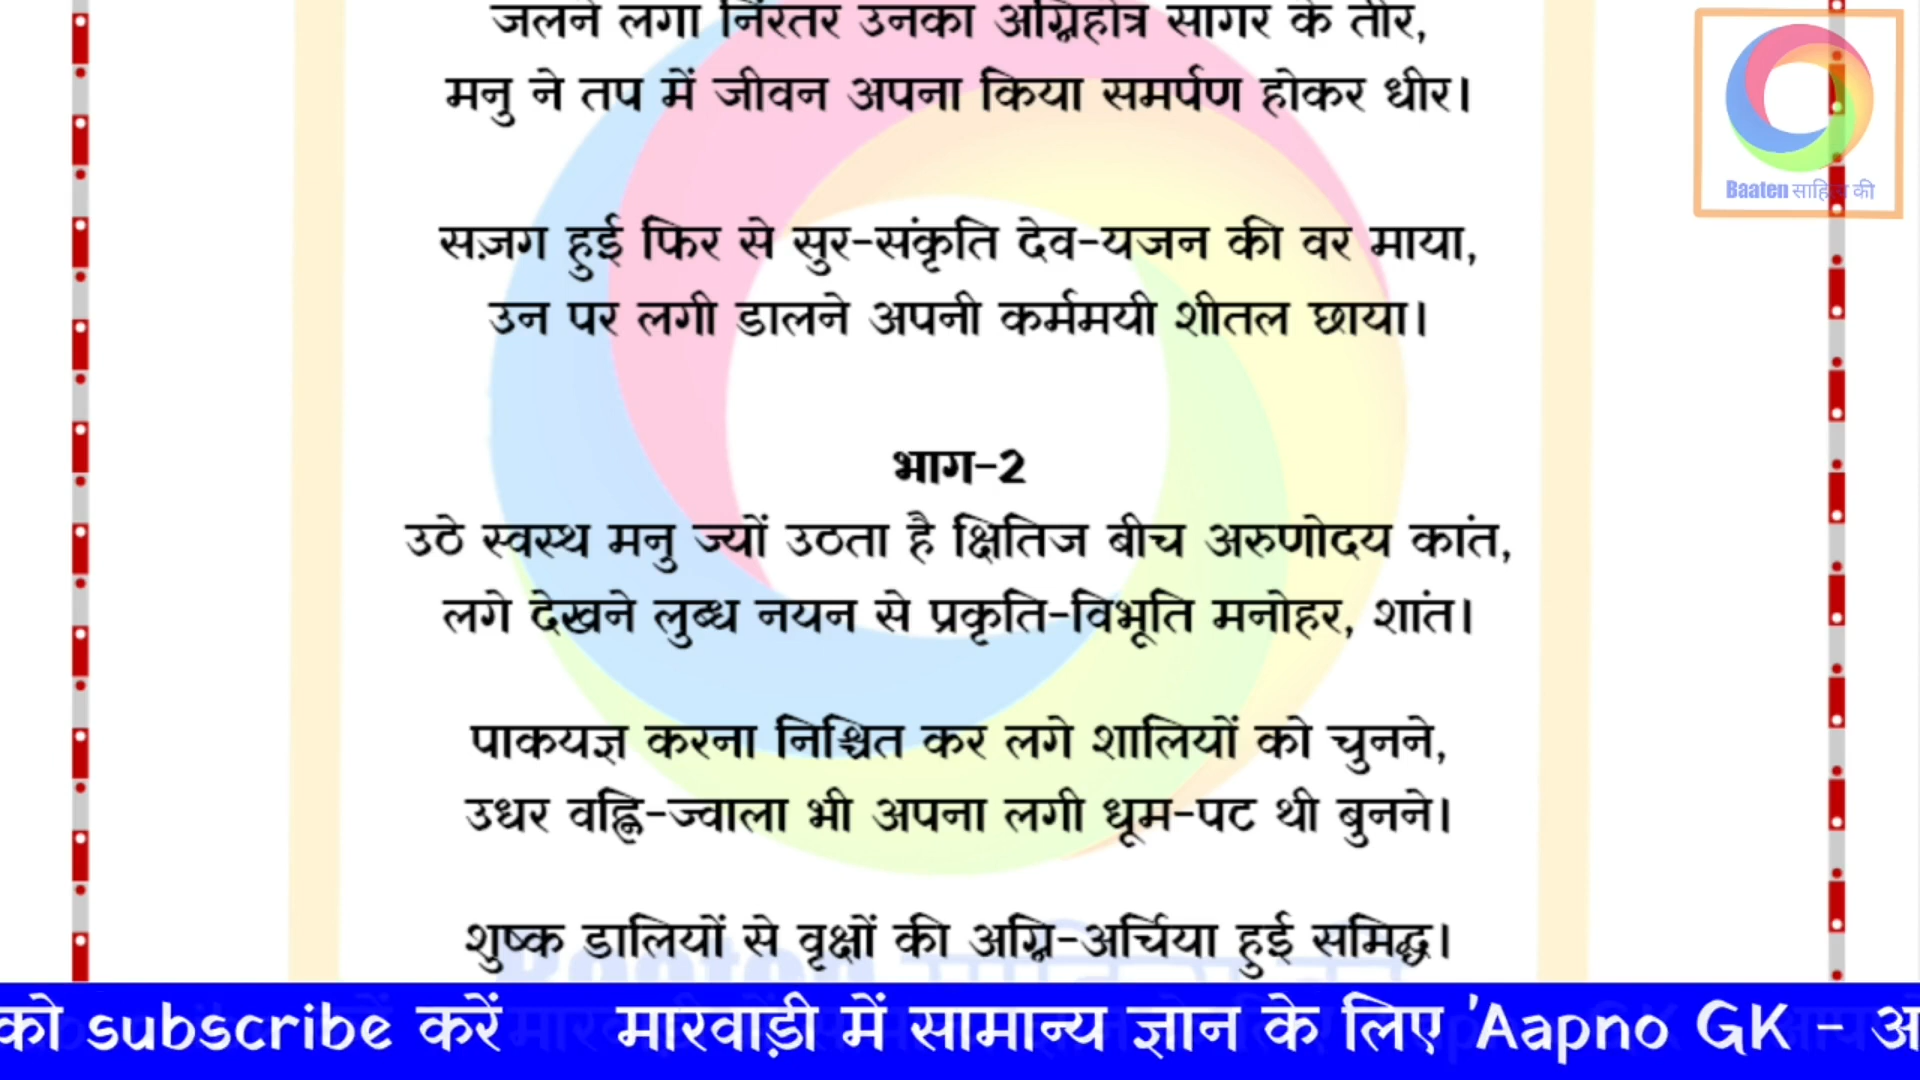 जलने लगा निंरतर उनका अग्निहोत्र सागर के तीर,
मनु ने तप में जीवन अपना किया समर्पण होकर धीर।
सज़ग हुई फिर से सुर-संकृति देव-यजन की वर माया,
उन पर लगी डालने अपनी कर्ममयी शीतल छाया।
भाग-2
उठे स्वस्थ मनु ज्यों उठता है क्षितिज बीच अरुणोदय कांत,
लगे देखने लुब्ध नयन से प्रकृति-विभूति मनोहर, शांत।
पाकयज्ञ करना निश्चित कर लगे शालियों को चुनने,
उधर वह्नि-ज्वाला भी अपना लगी धूम-पट थी बुनने।
शुष्क डालियों से वृक्षों की अग्नि-अर्चिया हुई समिद्ध।
को subscribe करें मारवाड़ी में सामान्य ज्ञान के लिए 'Aapno GK - अ
Baaten साहित्य की